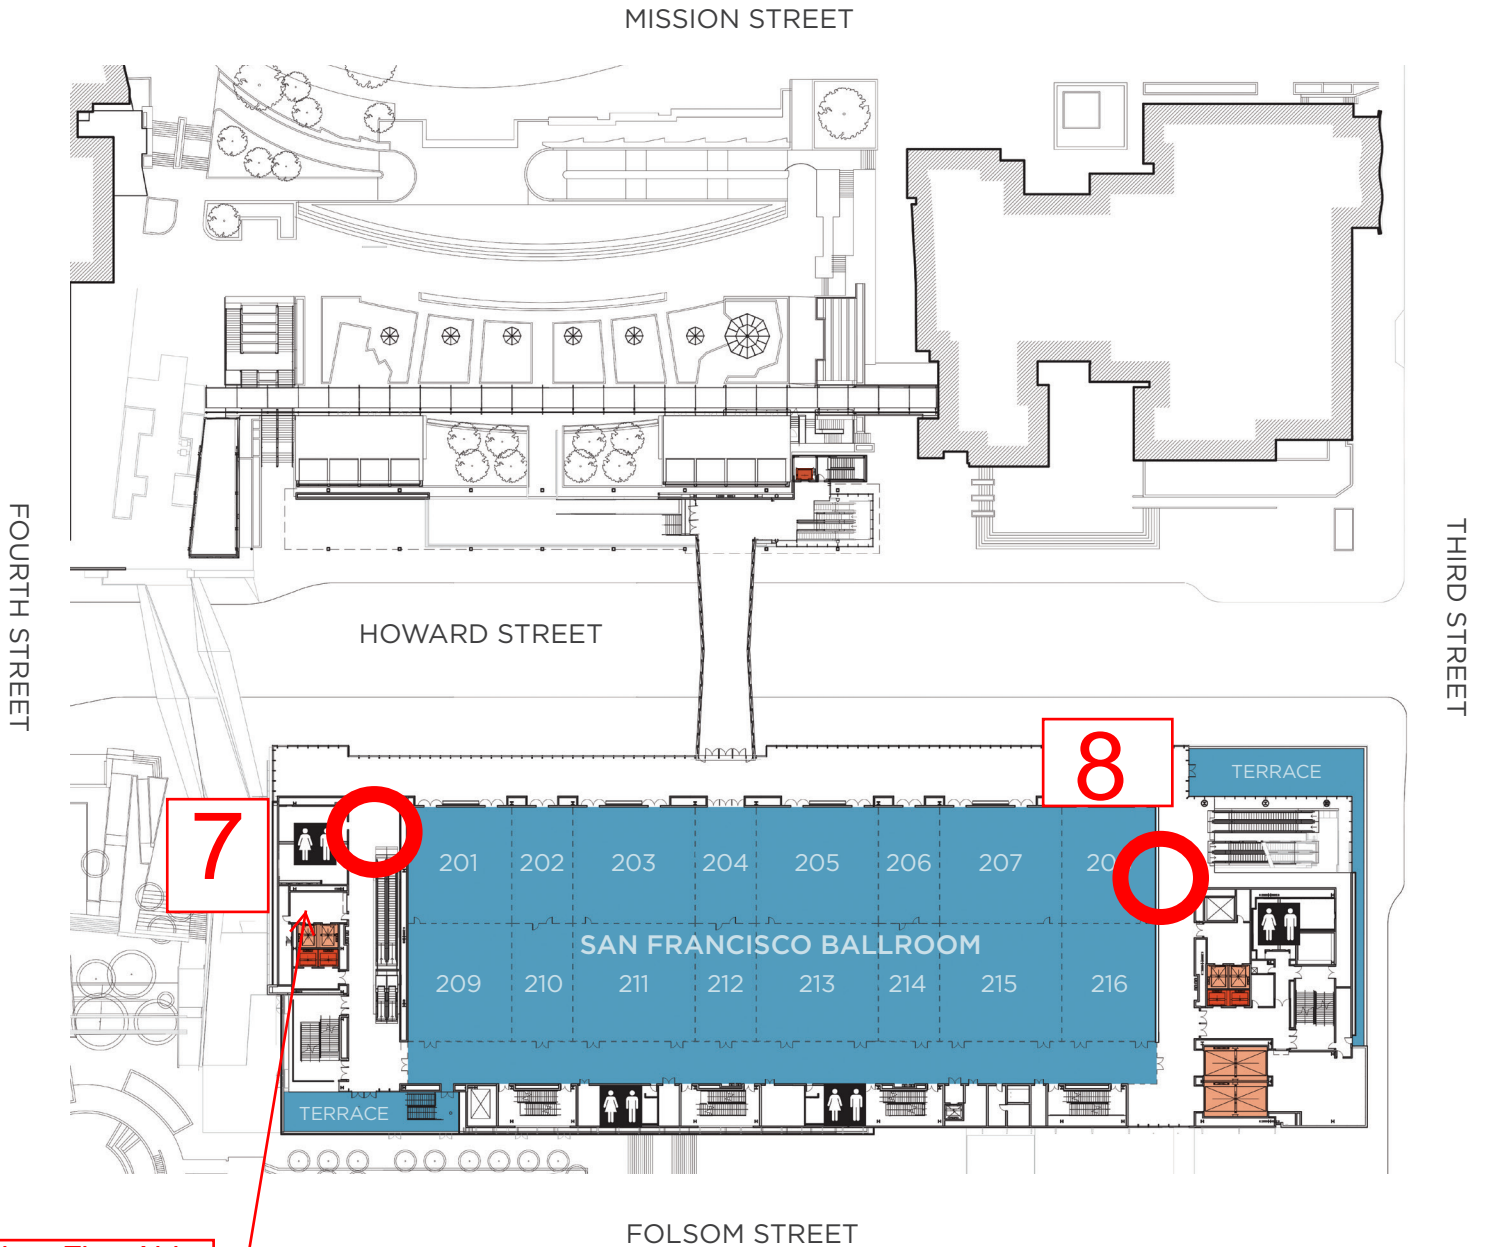 MISSION STREET
FOURTH STREET
THIRD STREET
HOWARD STREET
8
TERRACE
7
201 202 203 204 205 206 207
SAN FRANCISCO BALLROOM
209 210 211 212 213 214 215 216
TERRACE
FOLSOM STREET